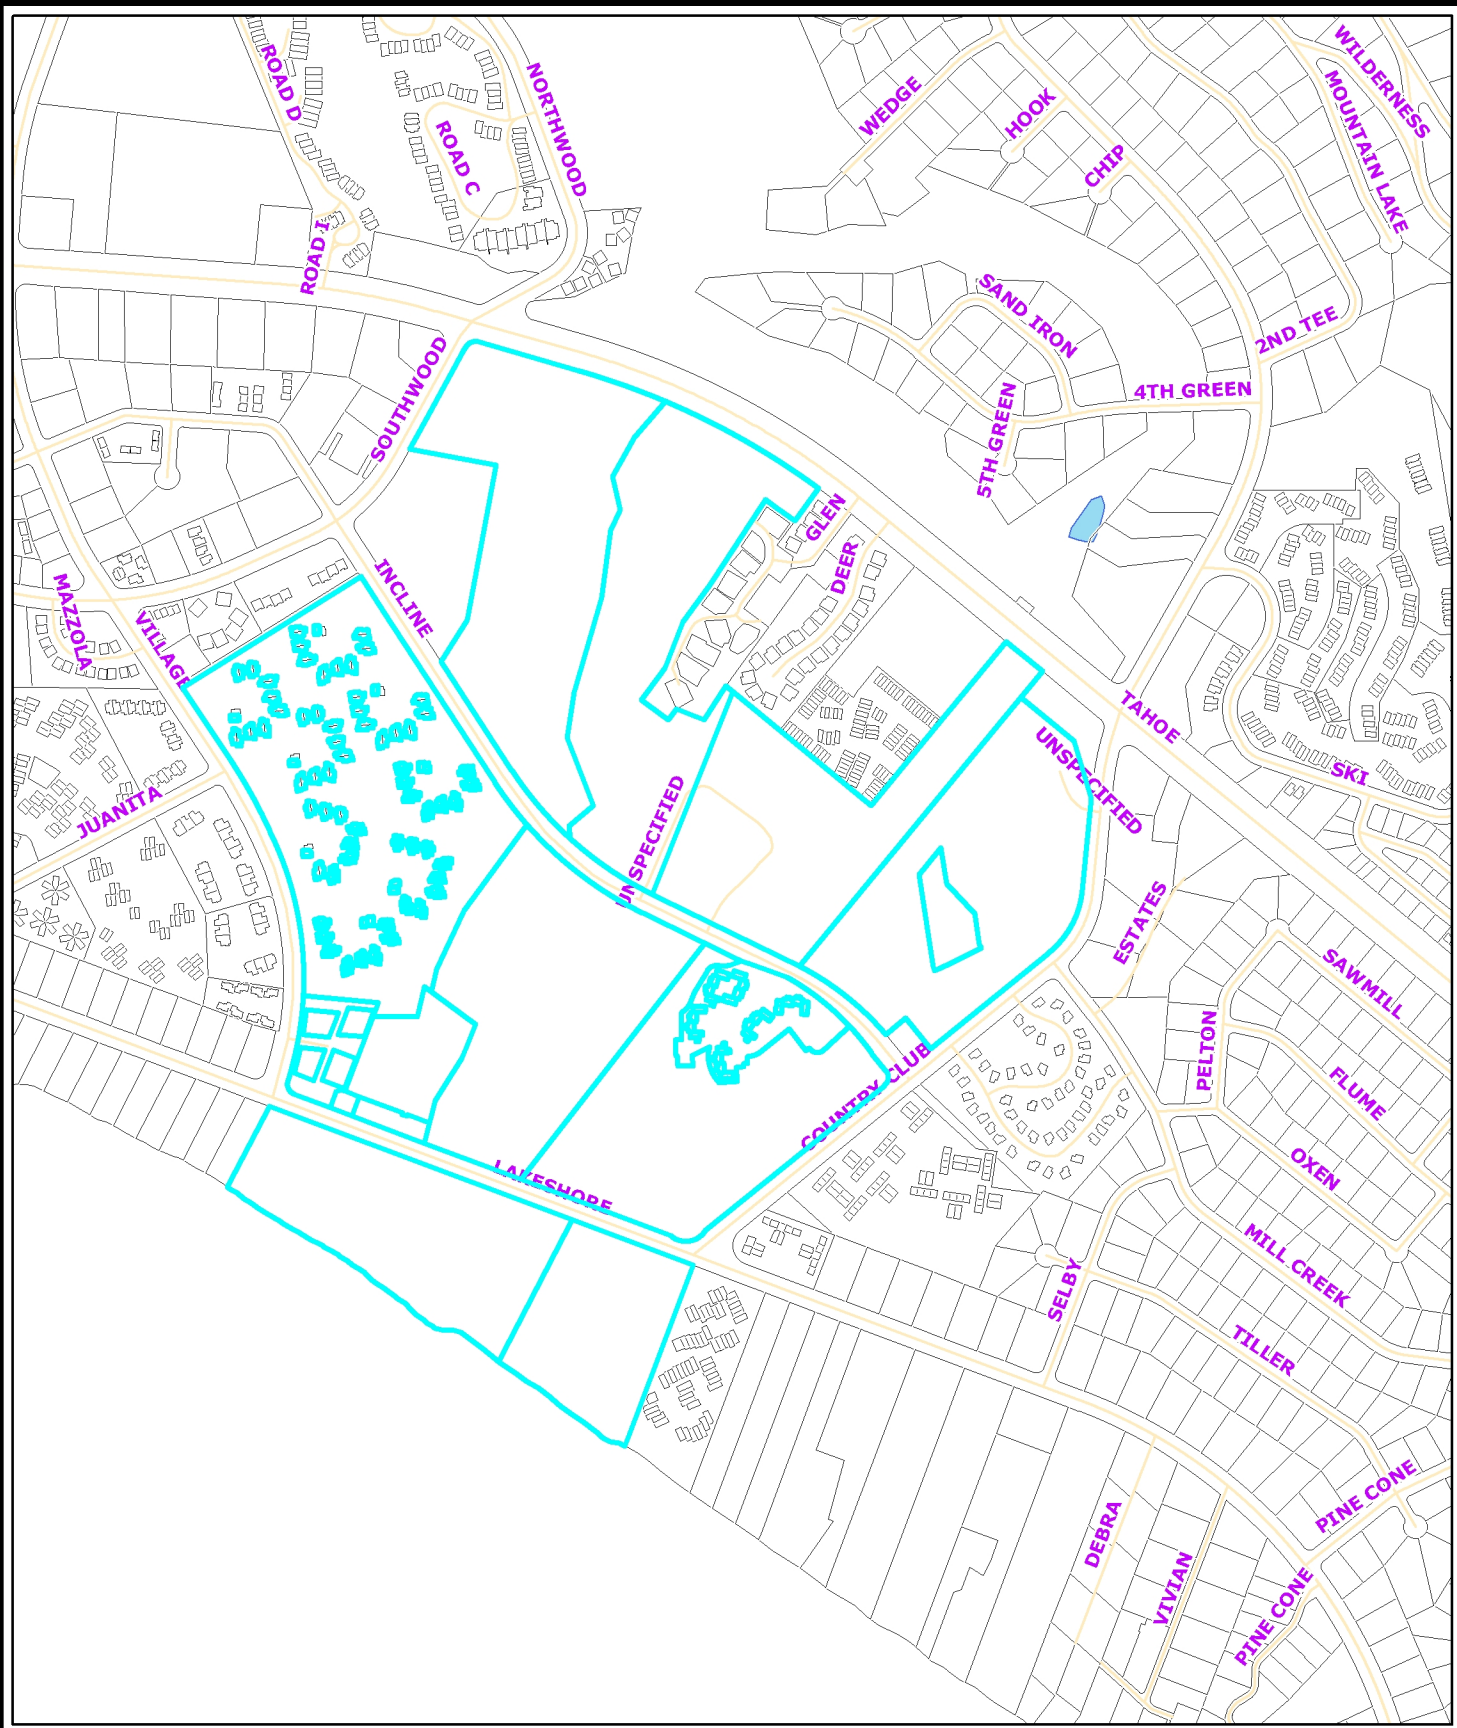 WILDERNESS
ROAD D
NORTHWOOD
MOUNTAIN LAKE
WEDGE
HOOK
ROAD C
CHIP
ROAD I
SAND IRON
2ND TEE
SOUTHWOOD
4TH GREEN
5TH GREEN
GLEN
DEER
INCLINE
MAZZOLA
VILLAGE
TAHOE
UNSPECIFIED
SKI
JUANITA
UNSPECIFIED
ESTATES
SAWMILL
PELTON
COUNTRY CLUB
FLUME
OXEN
LAKESHORE
MILL CREEK
SELBY
TILLER
PINE CONE
DEBRA
VIVIAN
PINE CONE